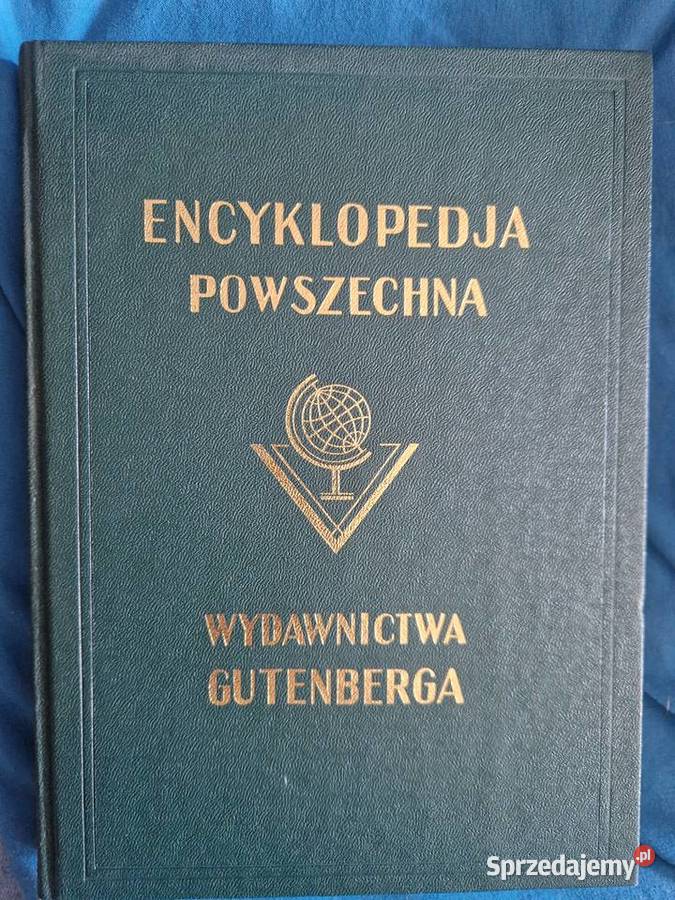 ENCYKLOPEDJA
POWSZECHNA
WYDAWNICTWA
GUTENBERGA
Sprzedajemy.pl